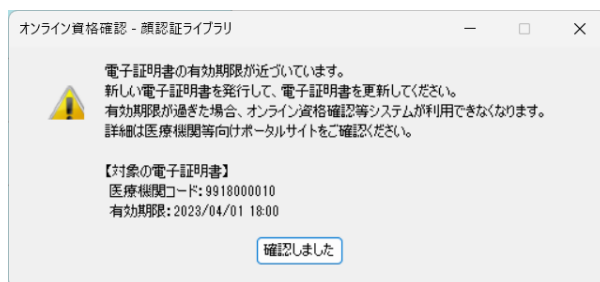 オンライン資格確認 - 顔認証ライブラリ
電子証明書の有効期限が近づいています。
新しい電子証明書を発行して、電子証明書を更新してください。
有効期限が過ぎた場合、オンライン資格確認等システムが利用できなくなります。
詳細は医療機関等向けポータルサイトをご確認ください。
【対象の電子証明書】
医療機関コード:9918000010
有効期限:2023/04/01 18:00
確認しました